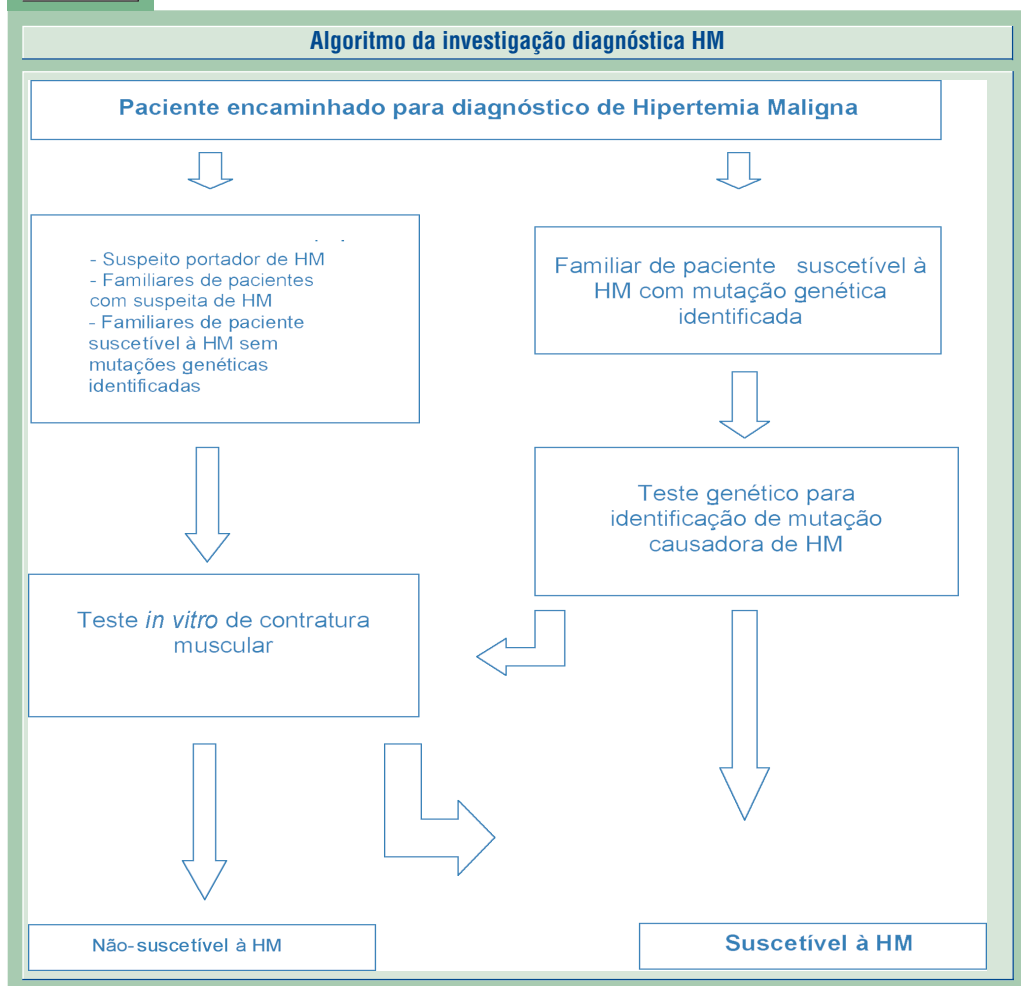 Algoritmo da investigação diagnóstica HM
Paciente encaminhado para diagnóstico de Hipertemia Maligna
- Suspeito portador de HM
- Familiares de pacientes
com suspeita de HM
- Familiares de paciente
suscetível à HM sem
mutações genéticas
identificadas
Familiar de paciente suscetível à
HM com mutação genética
identificada
Teste genético para
identificação de mutação
causadora de HM
Teste in vitro de contratura
muscular
Não-suscetível à HM
Suscetível à HM